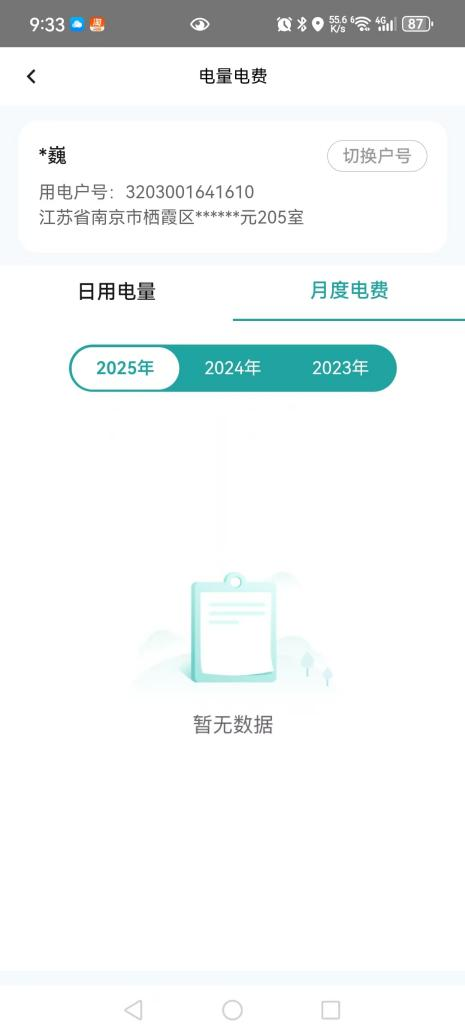 9:33 淘 55.6 K/s 6 4G 87
电量电费
*巍
切换户号
用电户号：3203001641610
江苏省南京市栖霞区******元205室
日用电量 月度电费
2025年 2024年 2023年
暂无数据